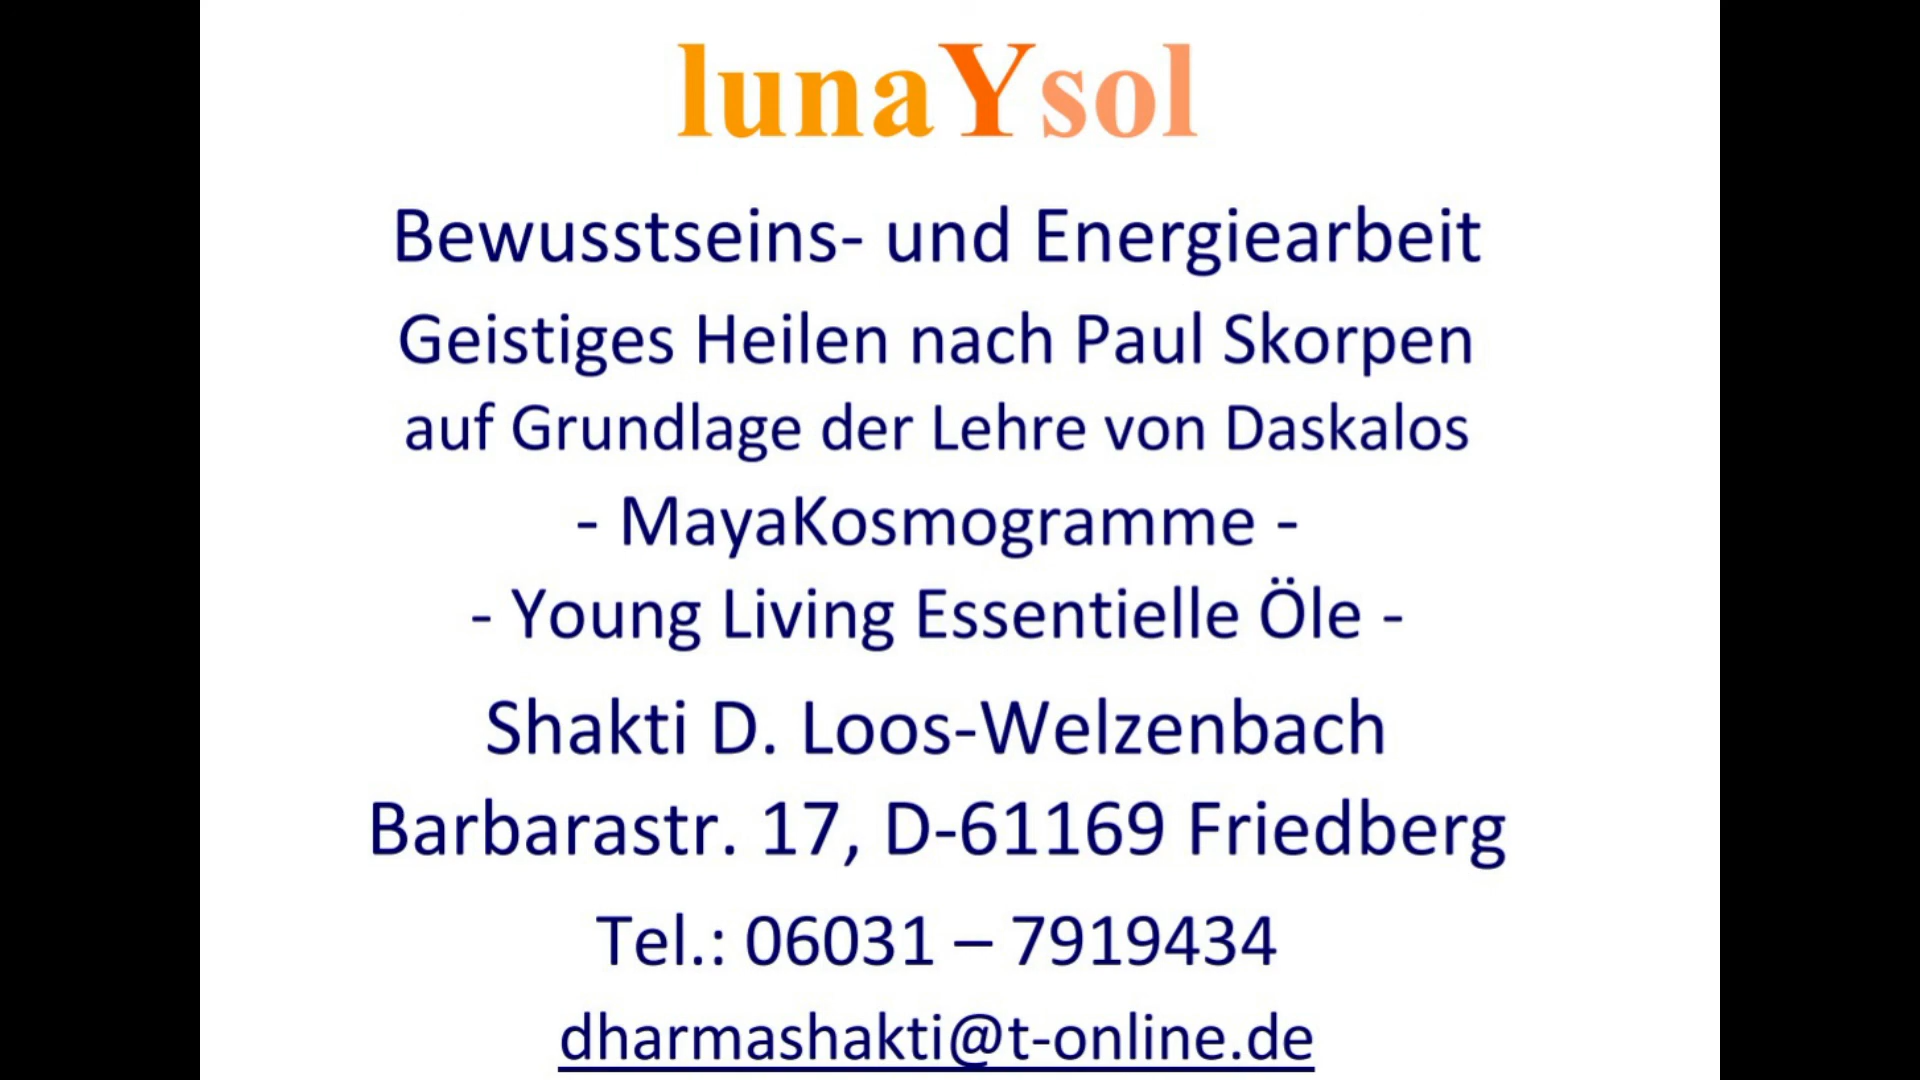 lunaYsol
Bewusstseins- und Energiearbeit
Geistiges Heilen nach Paul Skorpen
auf Grundlage der Lehre von Daskalos
- MayaKosmogramme -
- Young Living Essentielle Öle -
Shakti D. Loos-Welzenbach
Barbarastr. 17, D-61169 Friedberg
Tel.: 06031 – 7919434
dharmashakti@t-online.de